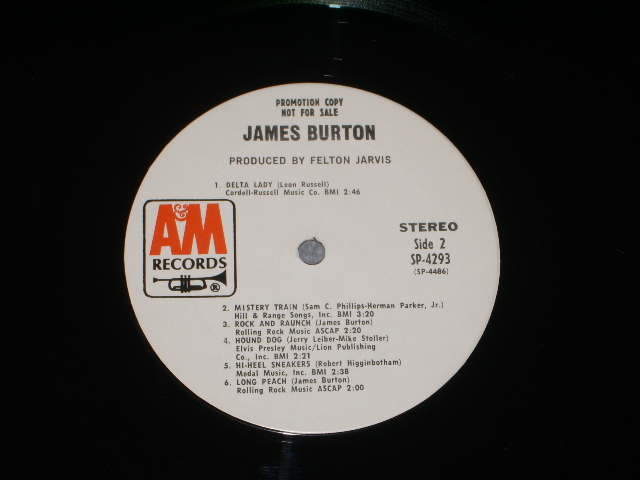 PROMOTION COPY
NOT FOR SALE
JAMES BURTON
PRODUCED BY FELTON JARVIS
1. DELTA LADY (Leon Russell)
Cordell-Russell Music Co. BMI 2:46
A&M
RECORDS
®
STEREO
Side 2
SP-4293
(SP-4486)
2. MISTERY TRAIN (Sam C. Phillips-Herman Parker, Jr.)
Hill & Range Songs, Inc. BMI 3:20
3. ROCK AND RAUNCH (James Burton)
Rolling Rock Music ASCAP 2:20
4. HOUND DOG (Jerry Leiber-Mike Stoller)
Elvis Presley Music/Lion Publishing
Co., Inc. BMI 2:21
5. HI-HEEL SNEAKERS (Robert Higginbotham)
Medal Music, Inc. BMI 2:38
6. LONG PEACH (James Burton)
Rolling Rock Music ASCAP 2:00